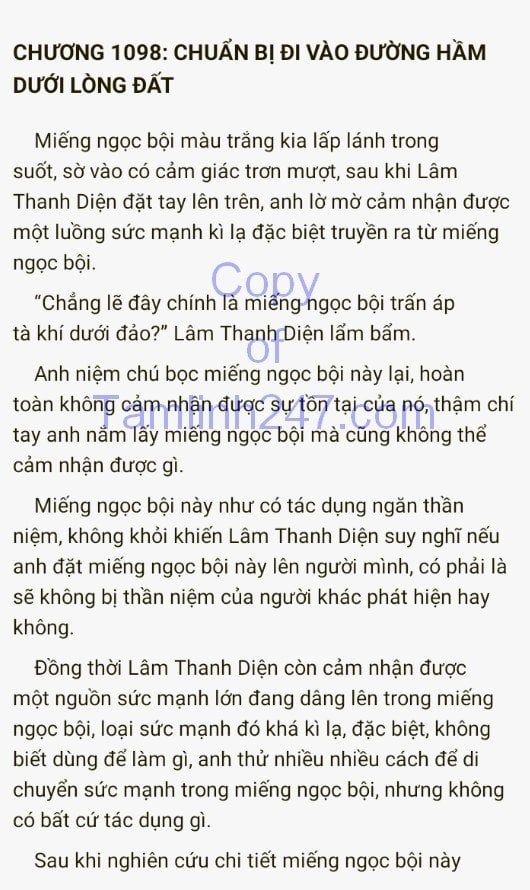 CHƯƠNG 1098: CHUẨN BỊ ĐI VÀO ĐƯỜNG HẦM
DƯỚI LÒNG ĐẤT
Miếng ngọc bội màu trắng kia lấp lánh trong
suốt, sờ vào có cảm giác trơn mượt, sau khi Lâm
Thanh Diện đặt tay lên trên, anh lờ mờ cảm nhận được
một luồng sức mạnh kì lạ đặc biệt truyền ra từ miếng
ngọc bội.
Copy
“Chẳng lẽ đây chính là miếng ngọc bội trấn áp
tà khí dưới đảo?” Lâm Thanh Diện lẩm bẩm.
of
Anh niệm chú bọc miếng ngọc bội này lại, hoàn
toàn không cảm nhận được sự tồn tại của nó, thậm chí
Tamlinh247.com
tay anh nắm lấy miếng ngọc bội mà cũng không thể
cảm nhận được gì.
Miếng ngọc bội này như có tác dụng ngăn thần
niệm, không khỏi khiến Lâm Thanh Diện suy nghĩ nếu
anh đặt miếng ngọc bội này lên người mình, có phải là
sẽ không bị thần niệm của người khác phát hiện hay
không.
Đồng thời Lâm Thanh Diện còn cảm nhận được
một nguồn sức mạnh lớn đang dâng lên trong miếng
ngọc bội, loại sức mạnh đó khá kì lạ, đặc biệt, không
biết dùng để làm gì, anh thử nhiều nhiều cách để di
chuyển sức mạnh trong miếng ngọc bội, nhưng không
có bất cứ tác dụng gì.
Sau khi nghiên cứu chi tiết miếng ngọc bội này